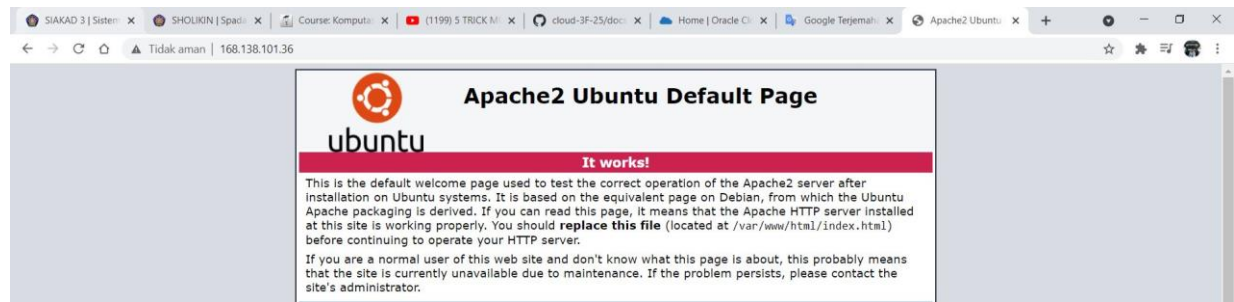 SIAKAD 3 | Sistem
SHOLIKIN | Spada
Course: Komputa
(1199) 5 TRICK M
cloud-3F-25/docs
Home | Oracle Cl
Google Terjemah
Apache2 Ubuntu
Tidak aman | 168.138.101.36
ubuntu
Apache2 Ubuntu Default Page
It works!
This is the default welcome page used to test the correct operation of the Apache2 server after
installation on Ubuntu systems. It is based on the equivalent page on Debian, from which the Ubuntu
Apache packaging is derived. If you can read this page, it means that the Apache HTTP server installed
at this site is working properly. You should replace this file (located at /var/www/html/index.html)
before continuing to operate your HTTP server.
If you are a normal user of this web site and don't know what this page is about, this probably means
that the site is currently unavailable due to maintenance. If the problem persists, please contact the
site's administrator.